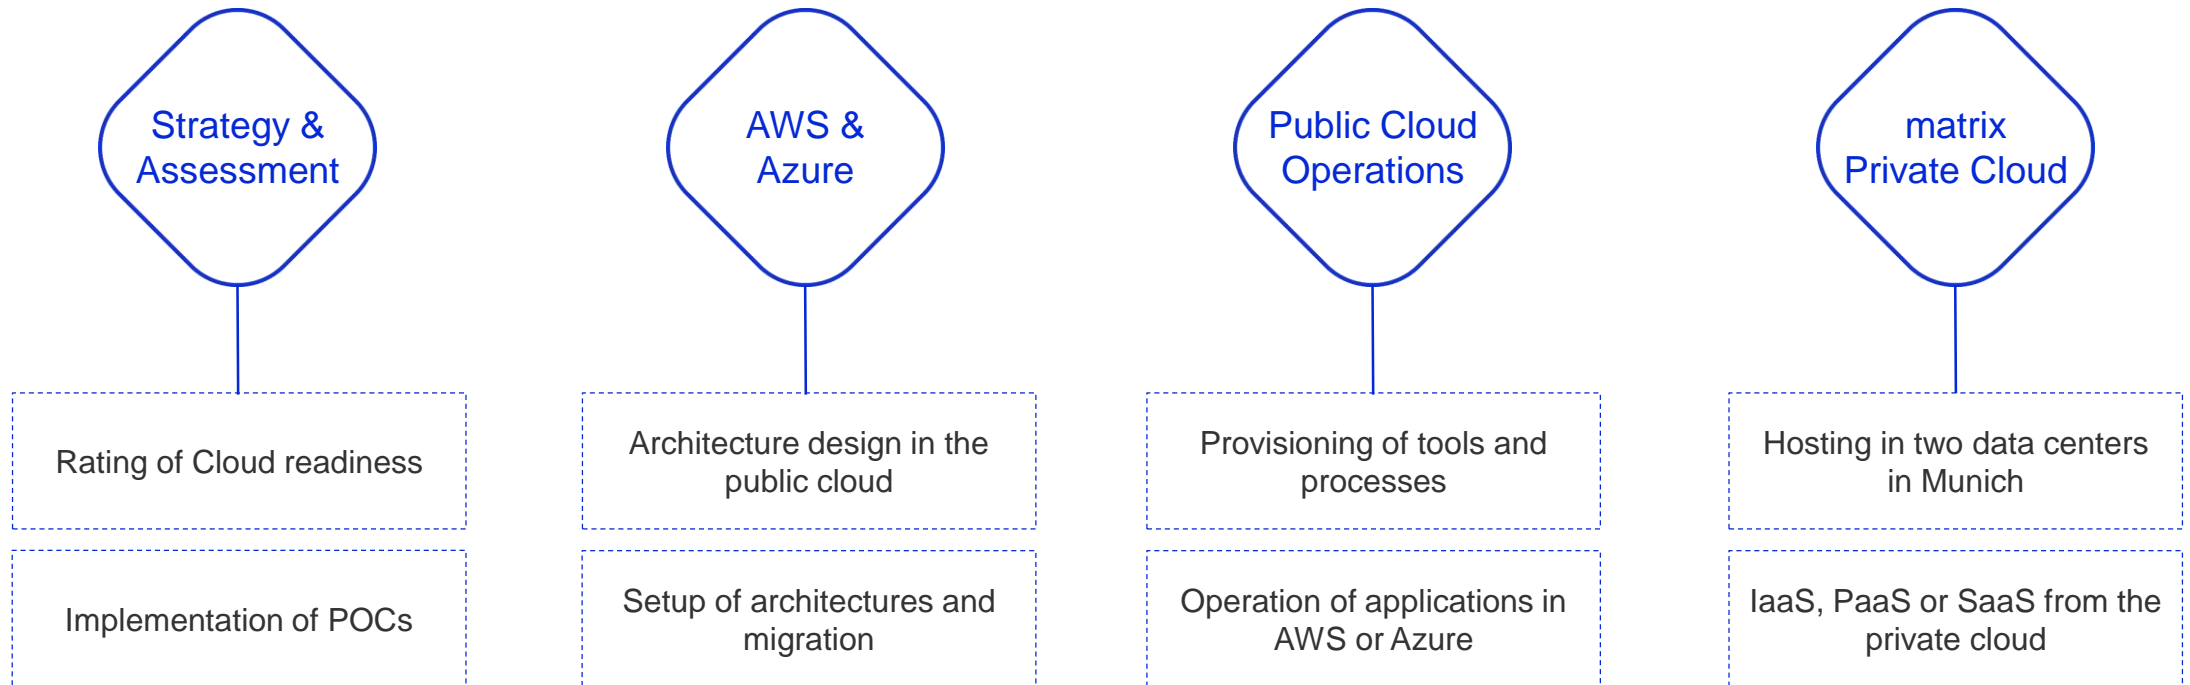 Strategy &
Assessment
AWS &
Azure
Public Cloud
Operations
matrix
Private Cloud
Rating of Cloud readiness
Architecture design in the
public cloud
Provisioning of tools and
processes
Hosting in two data centers
in Munich
Implementation of POCs
Setup of architectures and
migration
Operation of applications in
AWS or Azure
IaaS, PaaS or SaaS from the
private cloud